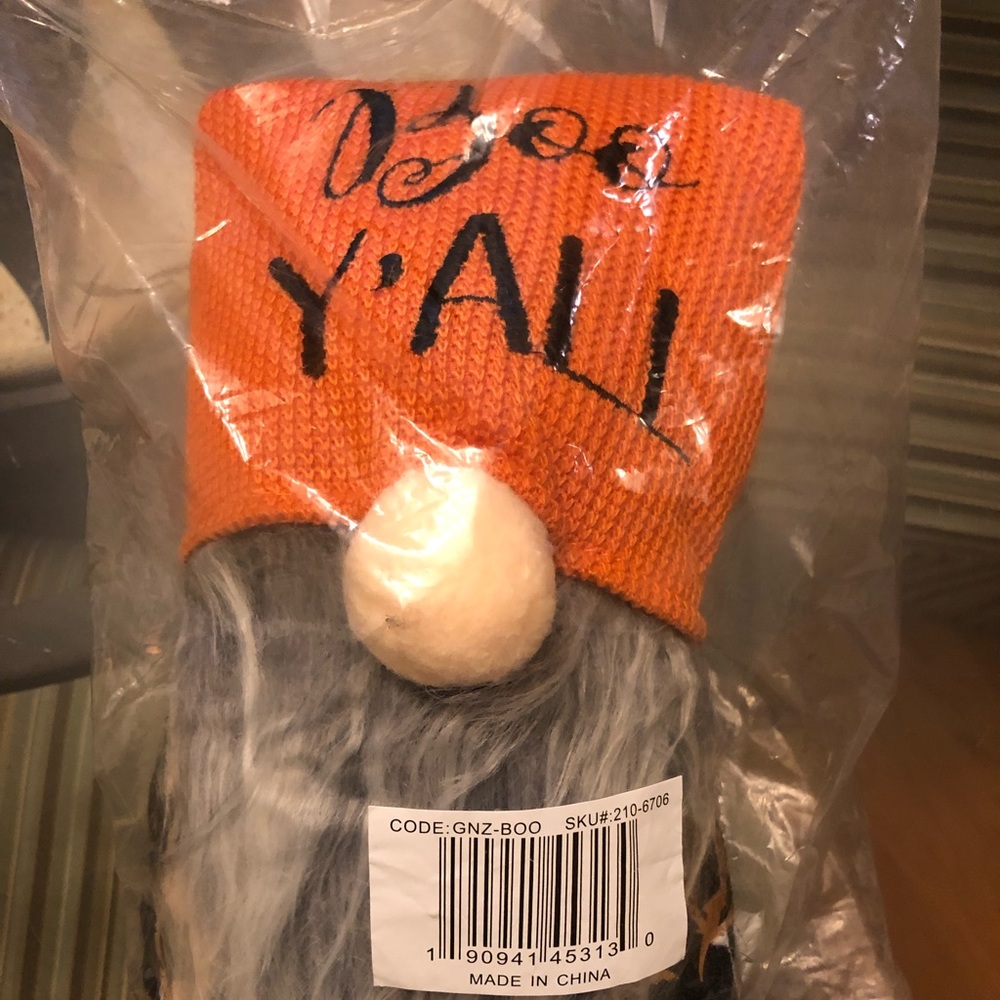 Boo
Y'ALL
CODE:GNZ-BOO SKU#:210-6706
1 90941 45313 0
MADE IN CHINA